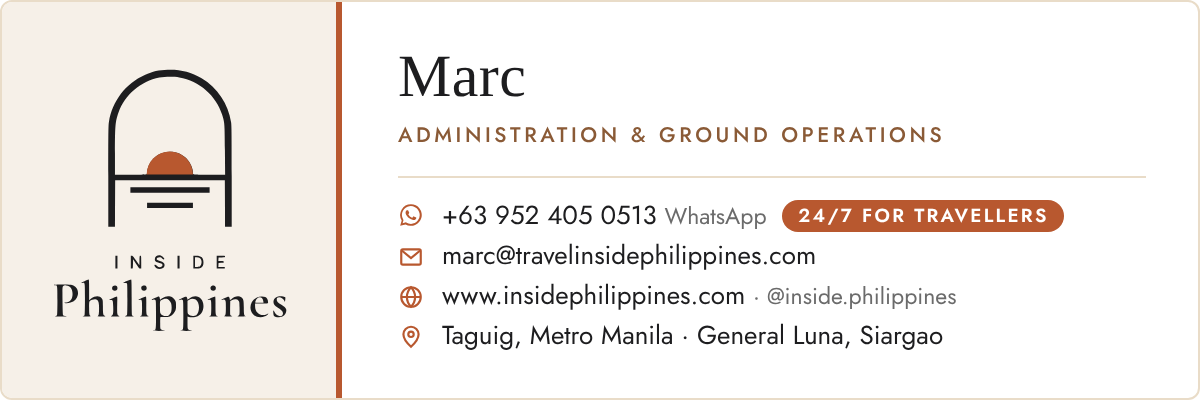 INSIDE
Philippines
Marc
ADMINISTRATION & GROUND OPERATIONS
+63 952 405 0513 WhatsApp 24/7 FOR TRAVELLERS
marc@travelinsidephilippines.com
www.insidephilippines.com · @inside.philippines
Taguig, Metro Manila · General Luna, Siargao